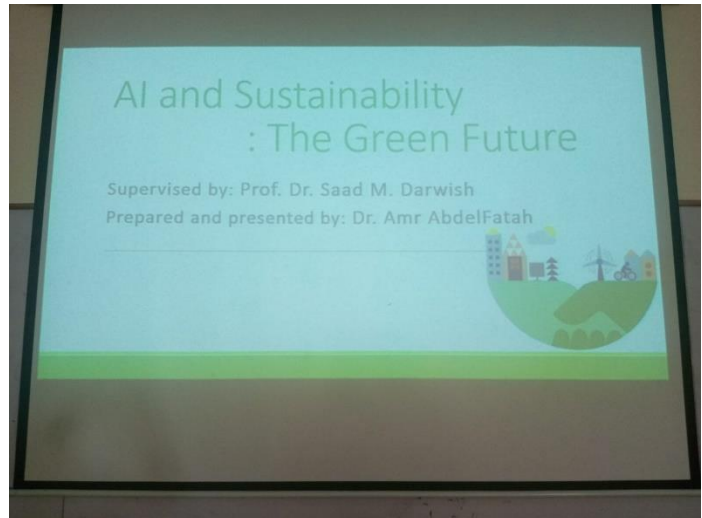 AI and Sustainability
: The Green Future
Supervised by: Prof. Dr. Saad M. Darwish
Prepared and presented by: Dr. Amr AbdelFatah